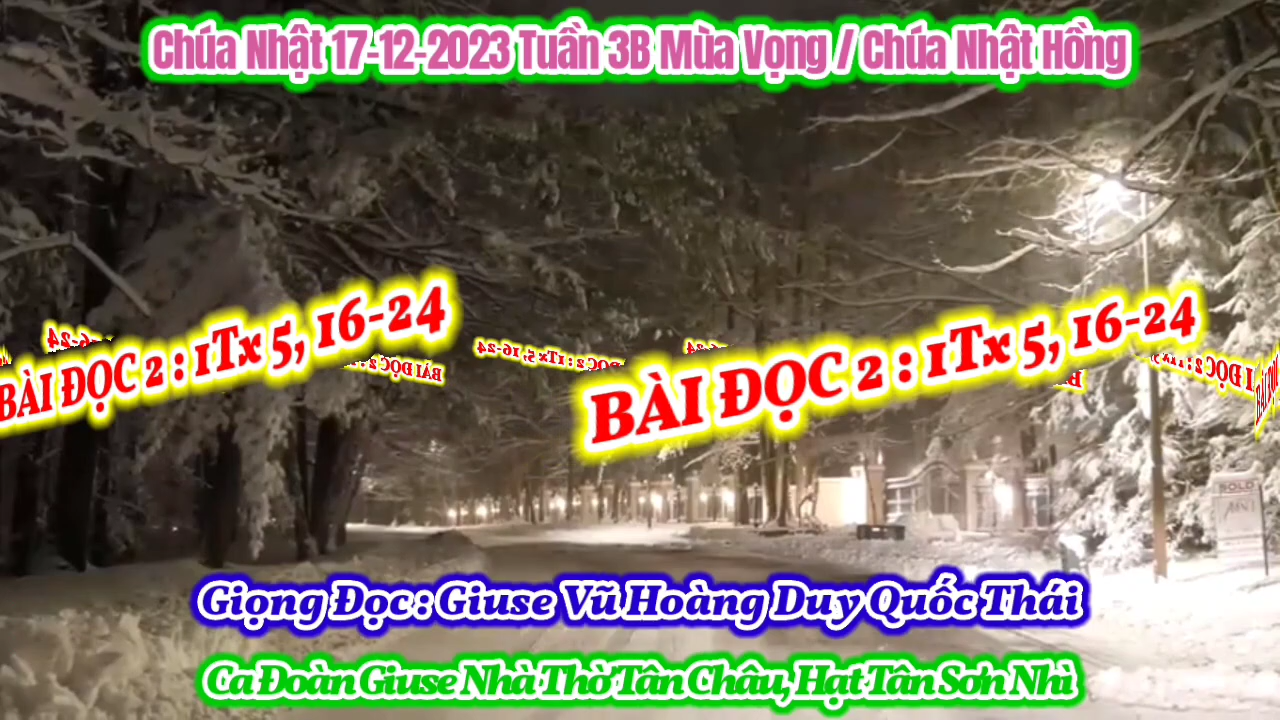 Chúa Nhật 17-12-2023 Tuần 3B Mùa Vọng / Chúa Nhật Hồng
BÀI ĐỌC 2 : 1Tx 5, 16-24
BÀI ĐỌC 2 : 1Tx 5, 16-24
Giọng Đọc : Giuse Vũ Hoàng Duy Quốc Thái
Ca Đoàn Giuse Nhà Thờ Tân Châu, Hạt Tân Sơn Nhì
SOLD